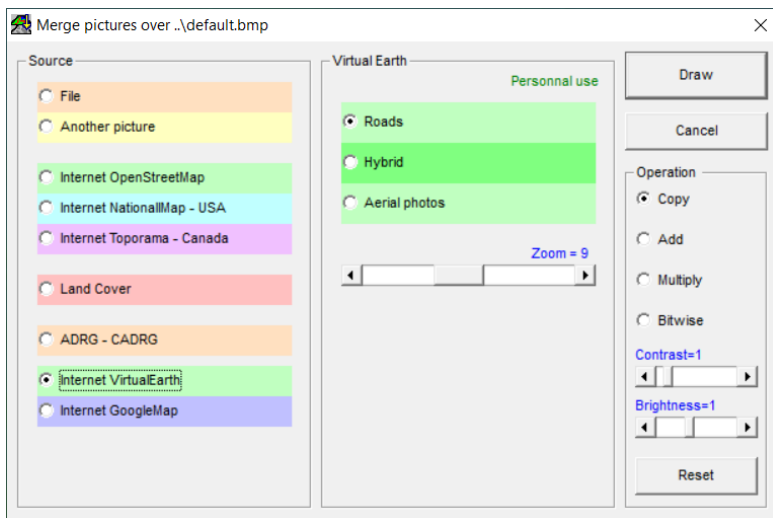 Merge pictures over ..\default.bmp
Source
File
Another picture
Internet OpenStreetMap
Internet NationallMap - USA
Internet Toporama - Canada
Land Cover
ADRG - CADRG
Internet VirtualEarth
Internet GoogleMap
Virtual Earth
Personnal use
Roads
Hybrid
Aerial photos
Zoom = 9
Draw
Cancel
Operation
Copy
Add
Multiply
Bitwise
Contrast=1
Brightness=1
Reset